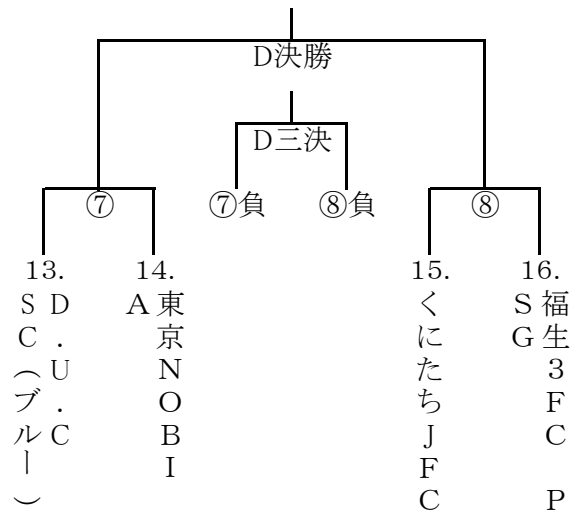 D決勝
D三決
⑦
⑦負
⑧負
⑧
13.
14.
15.
16.
D.U.C
SC(ブルー)
東京NOBI
A
くにたちJFC
福生3FC P
SG